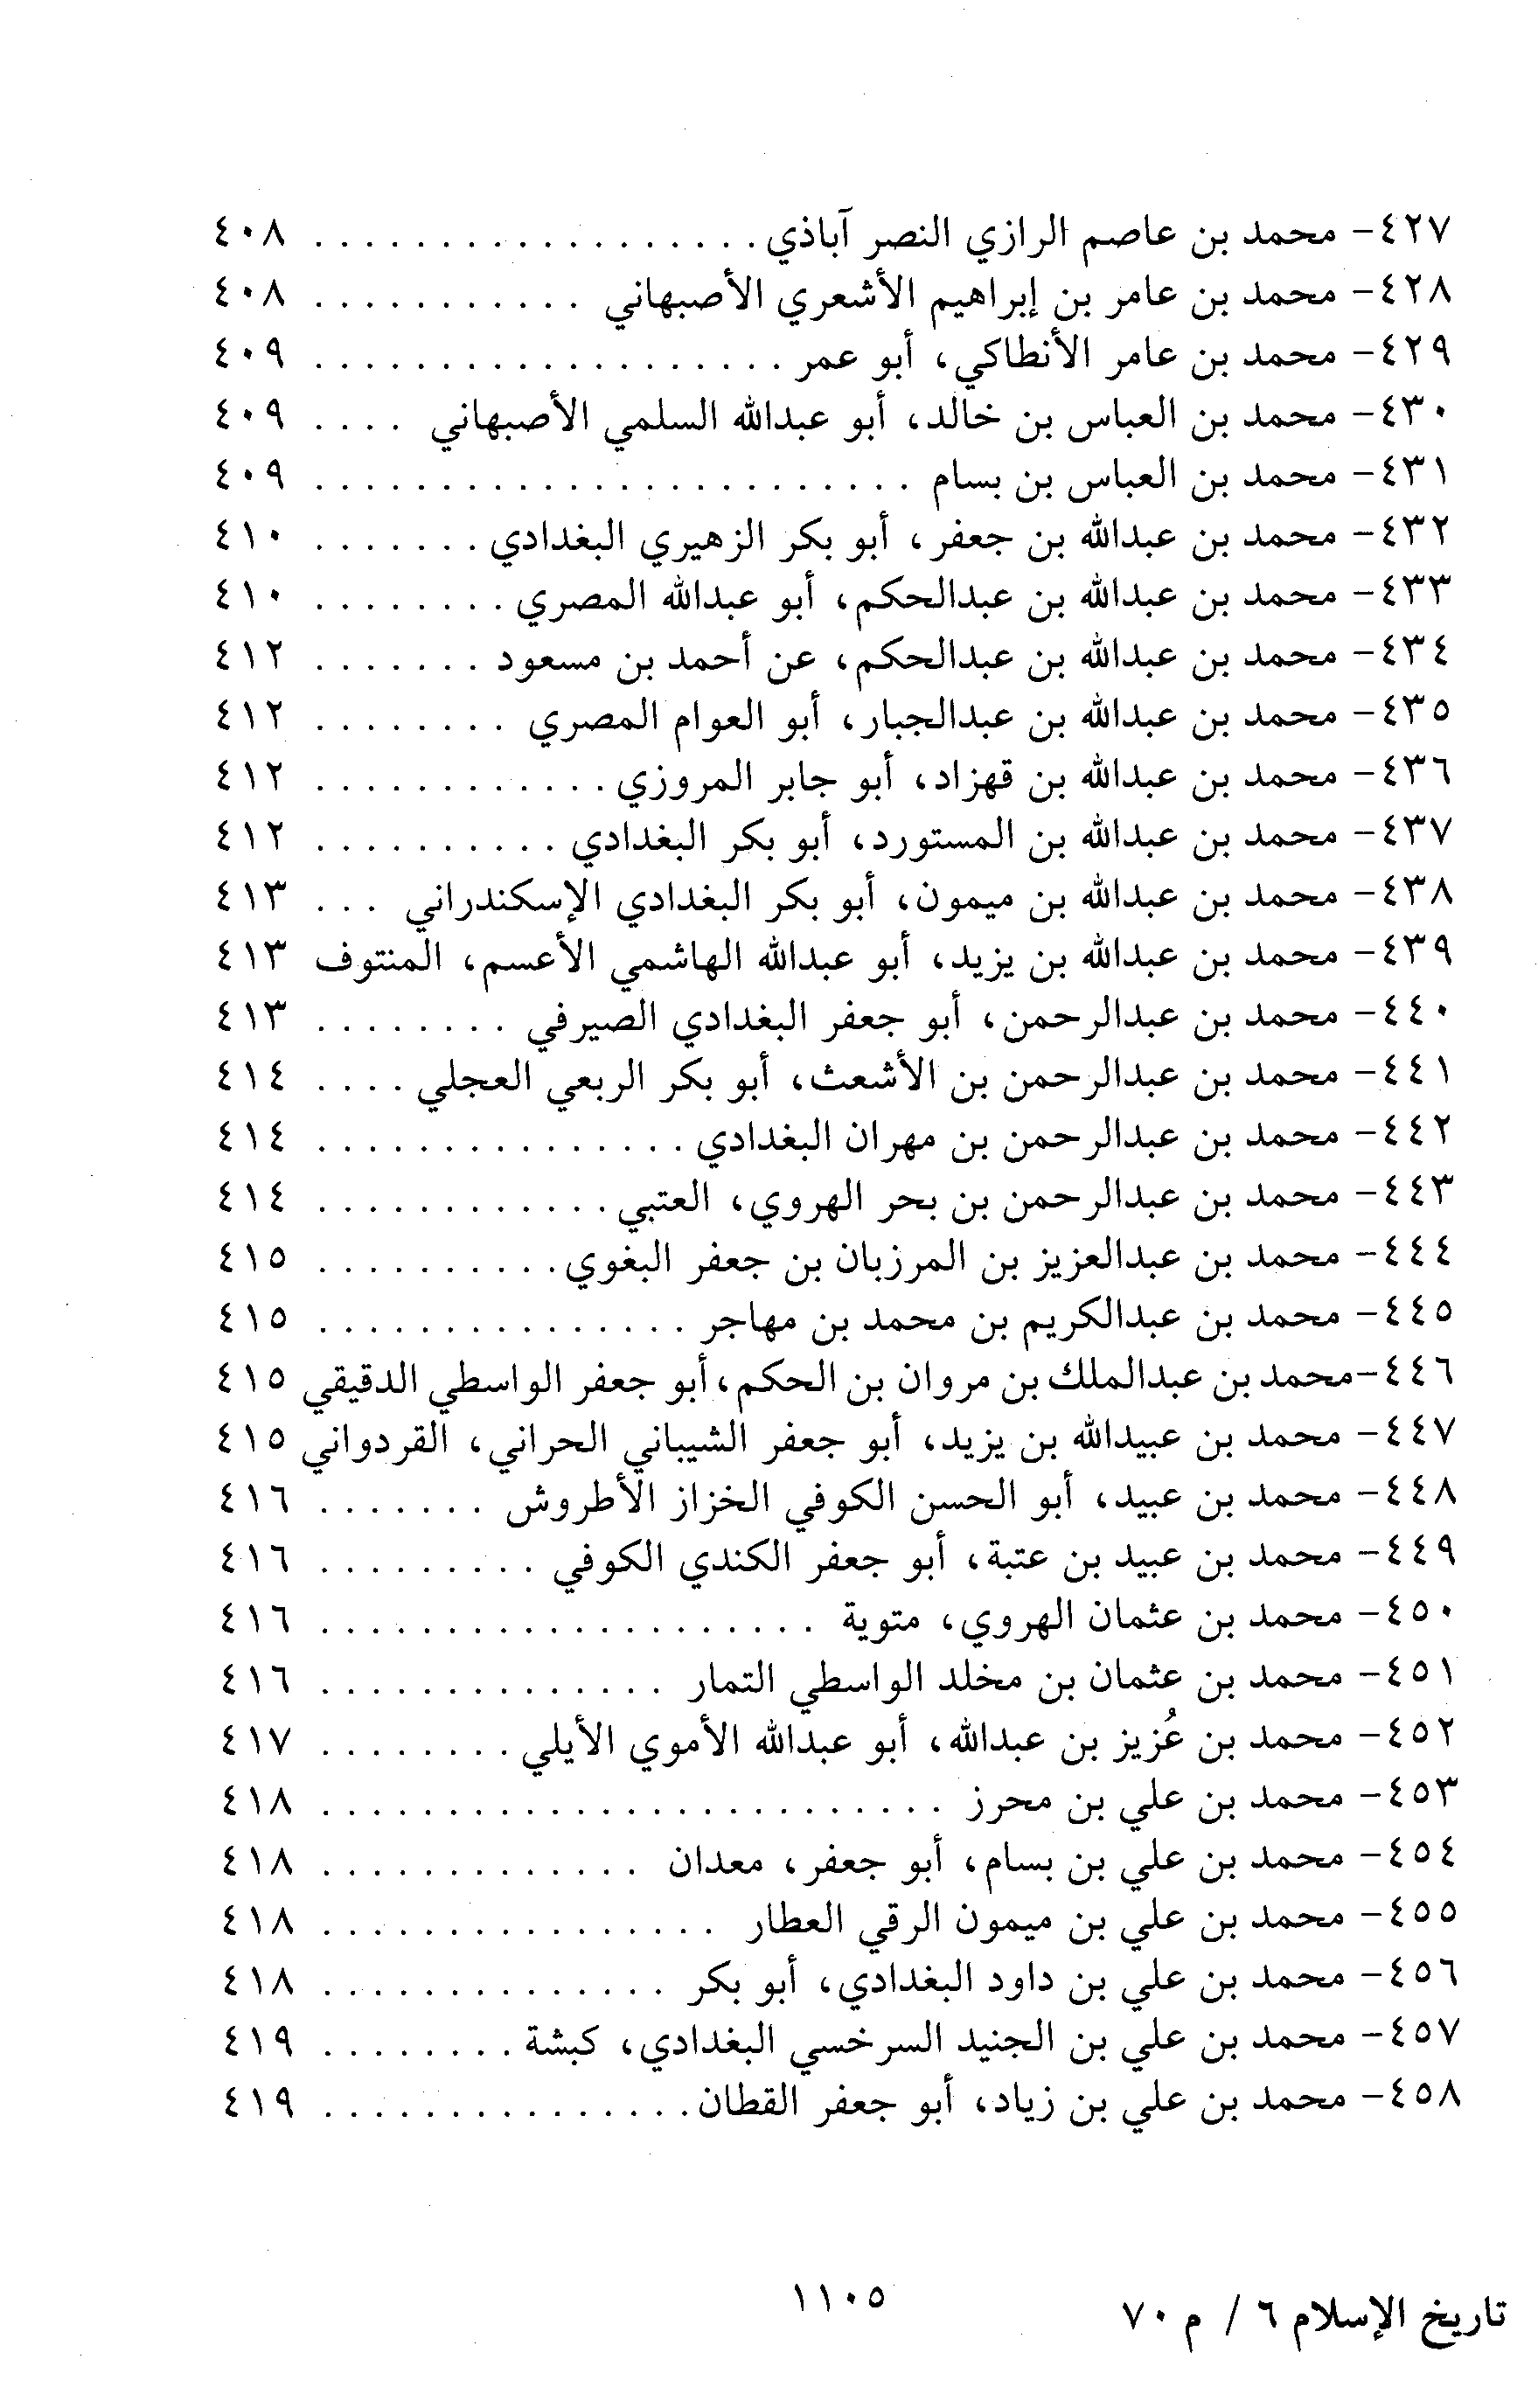 ٤٢٧- محمد بن عاصم الرازي النصر آباذي . . . . . . . . . . . . . . . . . . ٤٠٨
٤٢٨- محمد بن عامر بن إبراهيم الأشعري الأصبهاني . . . . . . . . . . . ٤٠٨
٤٢٩- محمد بن عامر الأنطاكي، أبو عمر . . . . . . . . . . . . . . . . . . . ٤٠٩
٤٣٠- محمد بن العباس بن خالد، أبو عبدالله السلمي الأصبهاني . . . . ٤٠٩
٤٣١- محمد بن العباس بن بسام . . . . . . . . . . . . . . . . . . . . . . . . ٤٠٩
٤٣٢- محمد بن عبدالله بن جعفر، أبو بكر الزهيري البغدادي . . . . . . . ٤١٠
٤٣٣- محمد بن عبدالله بن عبدالحكم، أبو عبدالله المصري . . . . . . . . ٤١٠
٤٣٤- محمد بن عبدالله بن عبدالحكم، عن أحمد بن مسعود . . . . . . . ٤١٢
٤٣٥- محمد بن عبدالله بن عبدالجبار، أبو العوام المصري . . . . . . . . ٤١٢
٤٣٦- محمد بن عبدالله بن قهزاد، أبو جابر المروزي . . . . . . . . . . . . ٤١٢
٤٣٧- محمد بن عبدالله بن المستورد، أبو بكر البغدادي . . . . . . . . . . ٤١٢
٤٣٨- محمد بن عبدالله بن ميمون، أبو بكر البغدادي الإسكندراني . . . ٤١٣
٤٣٩- محمد بن عبدالله بن يزيد، أبو عبدالله الهاشمي الأعسم، المنتوف ٤١٣
٤٤٠- محمد بن عبدالرحمن، أبو جعفر البغدادي الصيرفي . . . . . . . . ٤١٣
٤٤١- محمد بن عبدالرحمن بن الأشعث، أبو بكر الربعي العجلي . . . . ٤١٤
٤٤٢- محمد بن عبدالرحمن بن مهران البغدادي . . . . . . . . . . . . . . . ٤١٤
٤٤٣- محمد بن عبدالرحمن بن بحر الهروي، العتبي . . . . . . . . . . . . ٤١٤
٤٤٤- محمد بن عبدالعزيز بن المرزبان بن جعفر البغوي . . . . . . . . . . ٤١٥
٤٤٥- محمد بن عبدالكريم بن محمد بن مهاجر . . . . . . . . . . . . . . . ٤١٥
٤٤٦-محمد بن عبدالملك بن مروان بن الحكم، أبو جعفر الواسطي الدقيقي ٤١٥
٤٤٧- محمد بن عبيدالله بن يزيد، أبو جعفر الشيباني الحراني، القردواني ٤١٥
٤٤٨- محمد بن عبيد، أبو الحسن الكوفي الخزاز الأطروش . . . . . . . ٤١٦
٤٤٩- محمد بن عبيد بن عتبة، أبو جعفر الكندي الكوفي . . . . . . . . . ٤١٦
٤٥٠- محمد بن عثمان الهروي، متوية . . . . . . . . . . . . . . . . . . . . ٤١٦
٤٥١- محمد بن عثمان بن مخلد الواسطي التمار . . . . . . . . . . . . . . ٤١٦
٤٥٢- محمد بن عُزيز بن عبدالله، أبو عبدالله الأموي الأيلي . . . . . . . . ٤١٧
٤٥٣- محمد بن علي بن محرز . . . . . . . . . . . . . . . . . . . . . . . . . ٤١٨
٤٥٤- محمد بن علي بن بسام، أبو جعفر، معدان . . . . . . . . . . . . . ٤١٨
٤٥٥- محمد بن علي بن ميمون الرقي العطار . . . . . . . . . . . . . . . . ٤١٨
٤٥٦- محمد بن علي بن داود البغدادي، أبو بكر . . . . . . . . . . . . . . ٤١٨
٤٥٧- محمد بن علي بن الجنيد السرخسي البغدادي، كبشة . . . . . . . . ٤١٩
٤٥٨- محمد بن علي بن زياد، أبو جعفر القطان . . . . . . . . . . . . . . . ٤١٩
١١٠٥
تاريخ الإسلام ٦ / م ٧٠